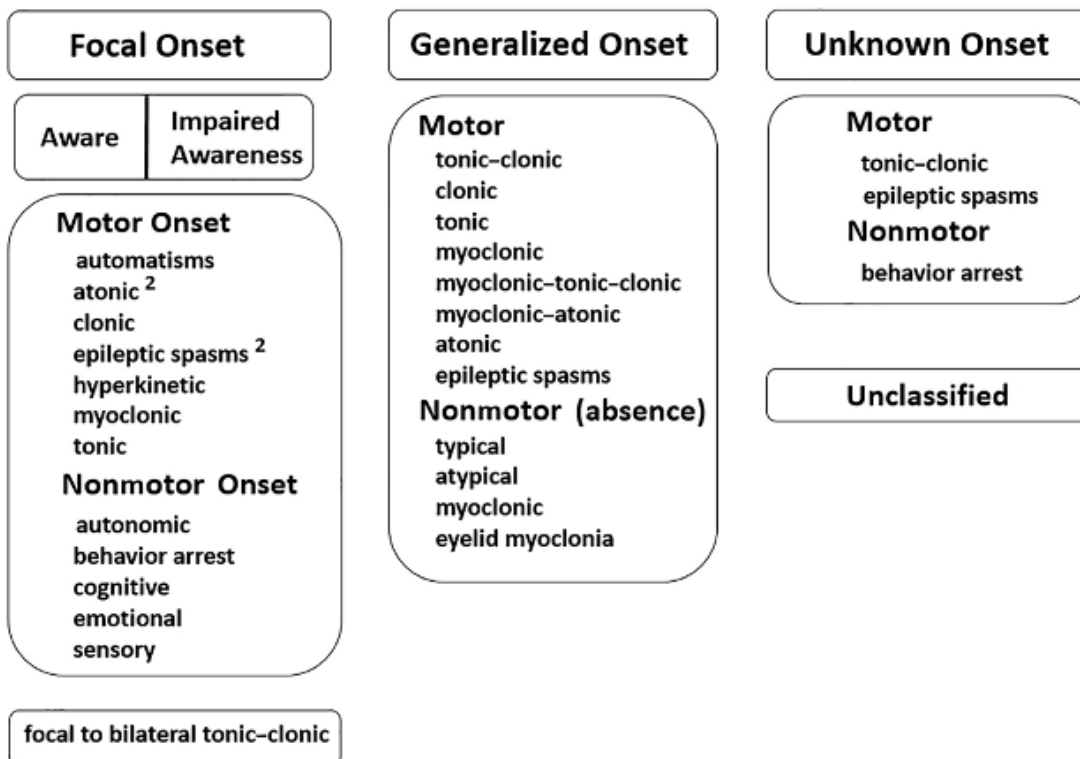 Focal Onset
Aware
Impaired
Awareness
Motor Onset
automatisms
atonic ²
clonic
epileptic spasms ²
hyperkinetic
myoclonic
tonic
Nonmotor Onset
autonomic
behavior arrest
cognitive
emotional
sensory
focal to bilateral tonic–clonic
Generalized Onset
Motor
tonic–clonic
clonic
tonic
myoclonic
myoclonic–tonic–clonic
myoclonic–atonic
atonic
epileptic spasms
Nonmotor (absence)
typical
atypical
myoclonic
eyelid myoclonia
Unknown Onset
Motor
tonic–clonic
epileptic spasms
Nonmotor
behavior arrest
Unclassified